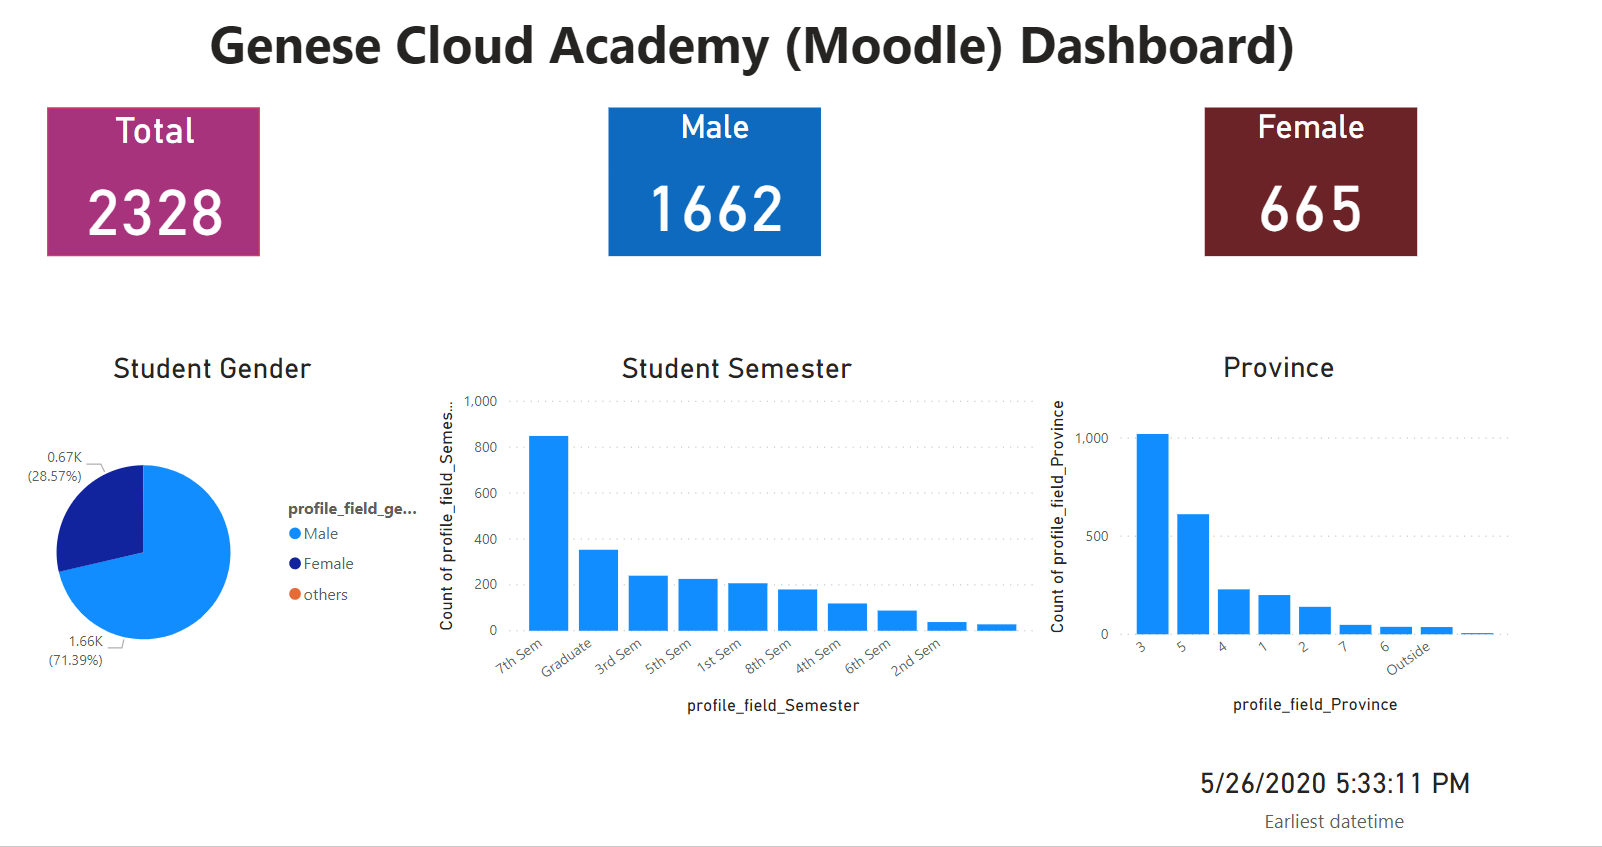 Genese Cloud Academy (Moodle) Dashboard)
Total
2328
Male
1662
Female
665
Student Gender
0.67K
(28.57%)
1.66K
(71.39%)
profile_field_ge...
Male
Female
others
Student Semester
Count of profile_field_Semes...
1,000
800
600
400
200
0
7th Sem
Graduate
3rd Sem
5th Sem
1st Sem
8th Sem
4th Sem
6th Sem
2nd Sem
profile_field_Semester
Province
Count of profile_field_Province
1,000
500
0
3
5
4
1
2
7
6
Outside
profile_field_Province
5/26/2020 5:33:11 PM
Earliest datetime